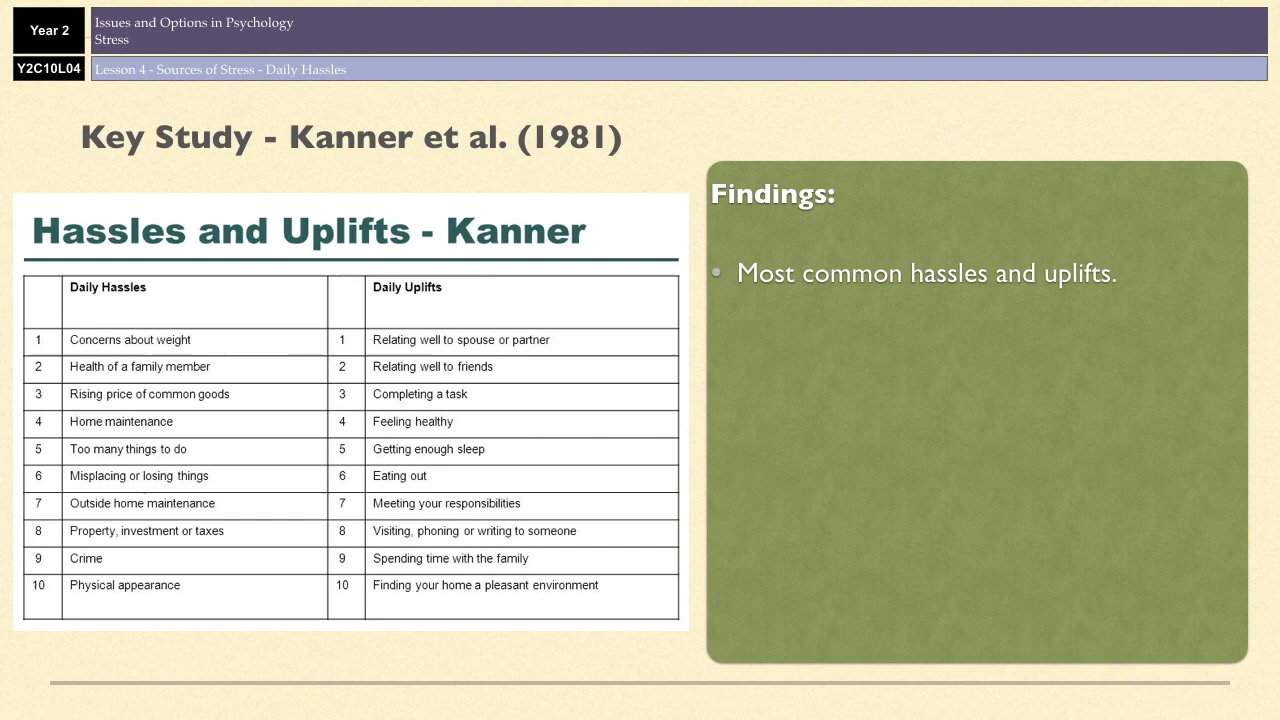 Year 2
Issues and Options in Psychology
Stress
Y2C10L04
Lesson 4 - Sources of Stress - Daily Hassles
Key Study - Kanner et al. (1981)
Hassles and Uplifts - Kanner
Daily Hassles Daily Uplifts
1 Concerns about weight 1 Relating well to spouse or partner
2 Health of a family member 2 Relating well to friends
3 Rising price of common goods 3 Completing a task
4 Home maintenance 4 Feeling healthy
5 Too many things to do 5 Getting enough sleep
6 Misplacing or losing things 6 Eating out
7 Outside home maintenance 7 Meeting your responsibilities
8 Property, investment or taxes 8 Visiting, phoning or writing to someone
9 Crime 9 Spending time with the family
10 Physical appearance 10 Finding your home a pleasant environment
Findings:
• Most common hassles and uplifts.